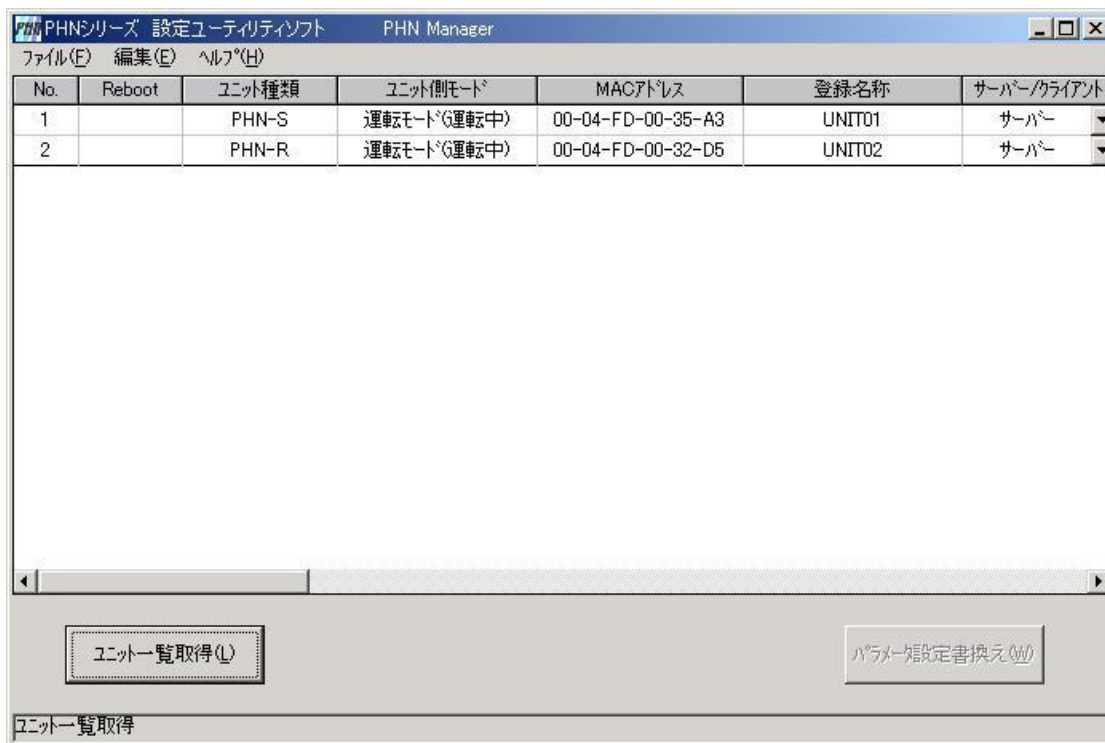 PHN PHNシリーズ 設定ユーティリティソフト PHN Manager
ファイル(F) 編集(E) ﾍﾙﾌﾟ(H)
No. Reboot ﾕﾆｯﾄ種類 ﾕﾆｯﾄ側ﾓｰﾄﾞ MACｱﾄﾞﾚｽ 登録名称 ｻｰﾊﾞｰ/ｸﾗｲｱﾝﾄ
1 PHN-S 運転ﾓｰﾄﾞ(運転中) 00-04-FD-00-35-A3 UNIT01 ｻｰﾊﾞｰ
2 PHN-R 運転ﾓｰﾄﾞ(運転中) 00-04-FD-00-32-D5 UNIT02 ｻｰﾊﾞｰ
ﾕﾆｯﾄ一覧取得(L) ﾊﾟﾗﾒｰﾀ設定書換え(W)
ﾕﾆｯﾄ一覧取得